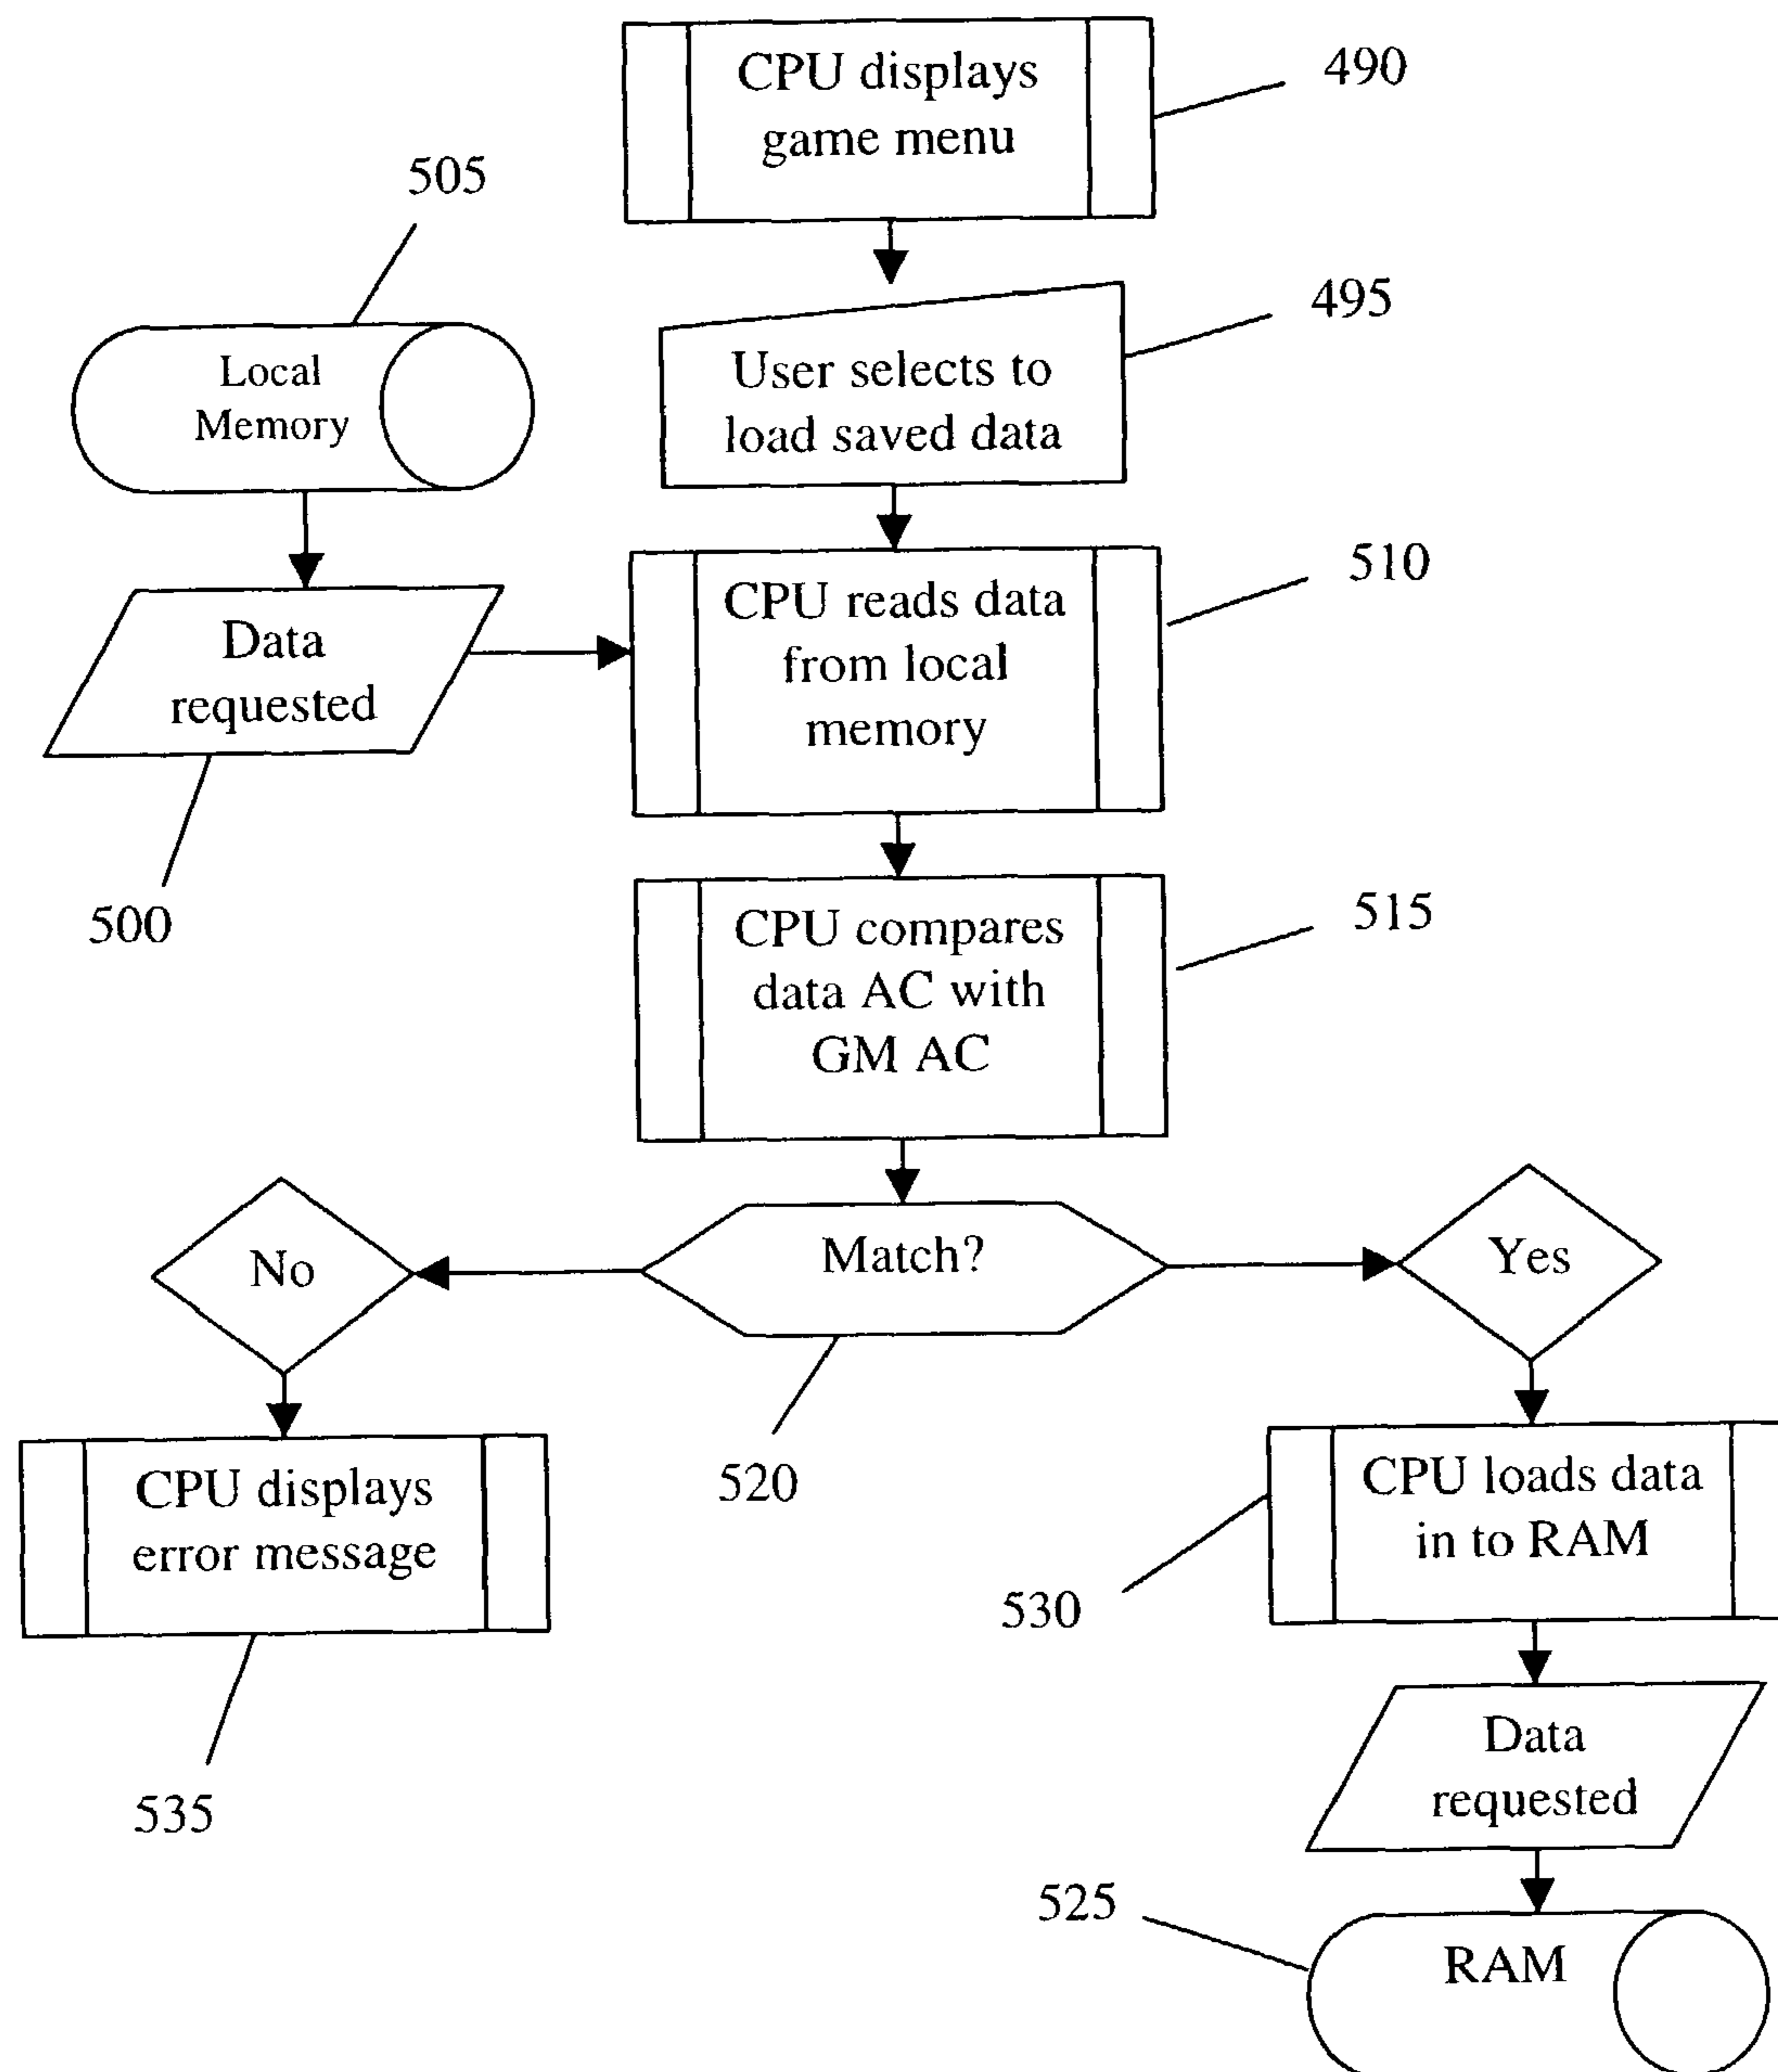 CPU displays
game menu
490
505
User selects to
load saved data
495
Local
Memory
Data
requested
500
CPU reads data
from local
memory
510
CPU compares
data AC with
GM AC
515
Match?
520
No
Yes
CPU displays
error message
535
CPU loads data
in to RAM
530
Data
requested
525
RAM